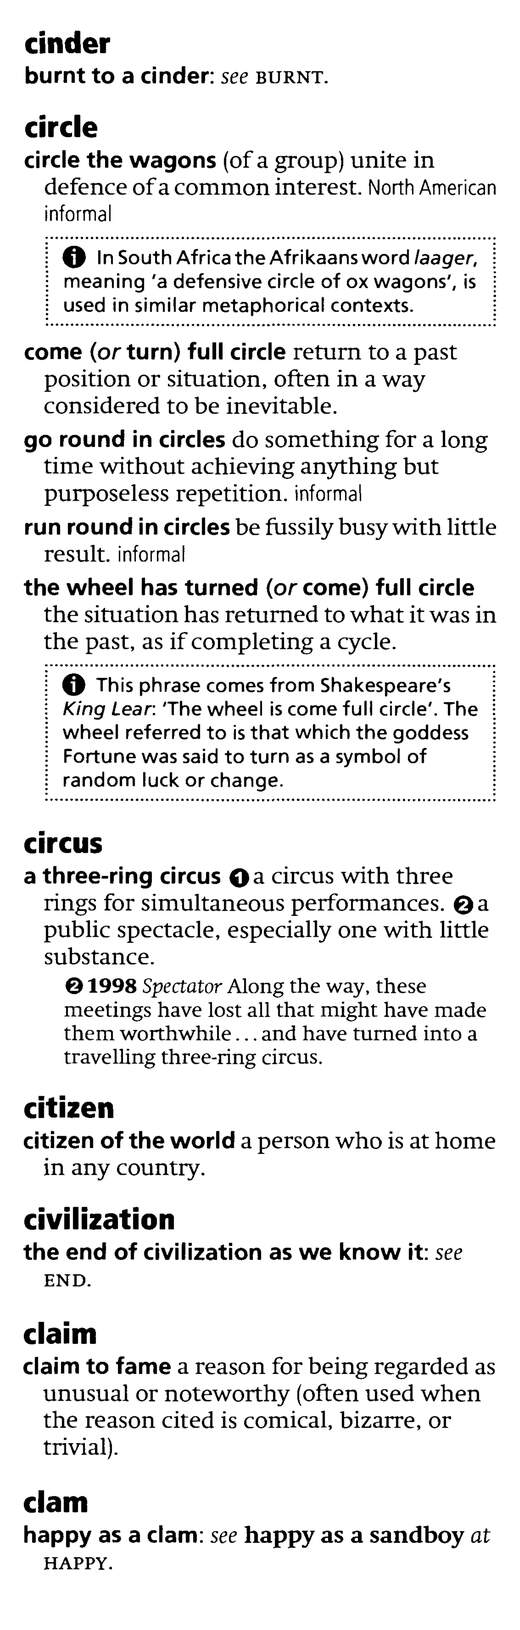 cinder
burnt to a cinder: see BURNT.
circle
circle the wagons (of a group) unite in
defence of a common interest. North American
informal
ℹ In South Africa the Afrikaans word laager,
meaning 'a defensive circle of ox wagons', is
used in similar metaphorical contexts.
come (or turn) full circle return to a past
position or situation, often in a way
considered to be inevitable.
go round in circles do something for a long
time without achieving anything but
purposeless repetition. informal
run round in circles be fussily busy with little
result. informal
the wheel has turned (or come) full circle
the situation has returned to what it was in
the past, as if completing a cycle.
ℹ This phrase comes from Shakespeare's
King Lear: 'The wheel is come full circle'. The
wheel referred to is that which the goddess
Fortune was said to turn as a symbol of
random luck or change.
circus
a three-ring circus ❶ a circus with three
rings for simultaneous performances. ❷ a
public spectacle, especially one with little
substance.
❷ 1998 Spectator Along the way, these
meetings have lost all that might have made
them worthwhile... and have turned into a
travelling three-ring circus.
citizen
citizen of the world a person who is at home
in any country.
civilization
the end of civilization as we know it: see
END.
claim
claim to fame a reason for being regarded as
unusual or noteworthy (often used when
the reason cited is comical, bizarre, or
trivial).
clam
happy as a clam: see happy as a sandboy at
HAPPY.